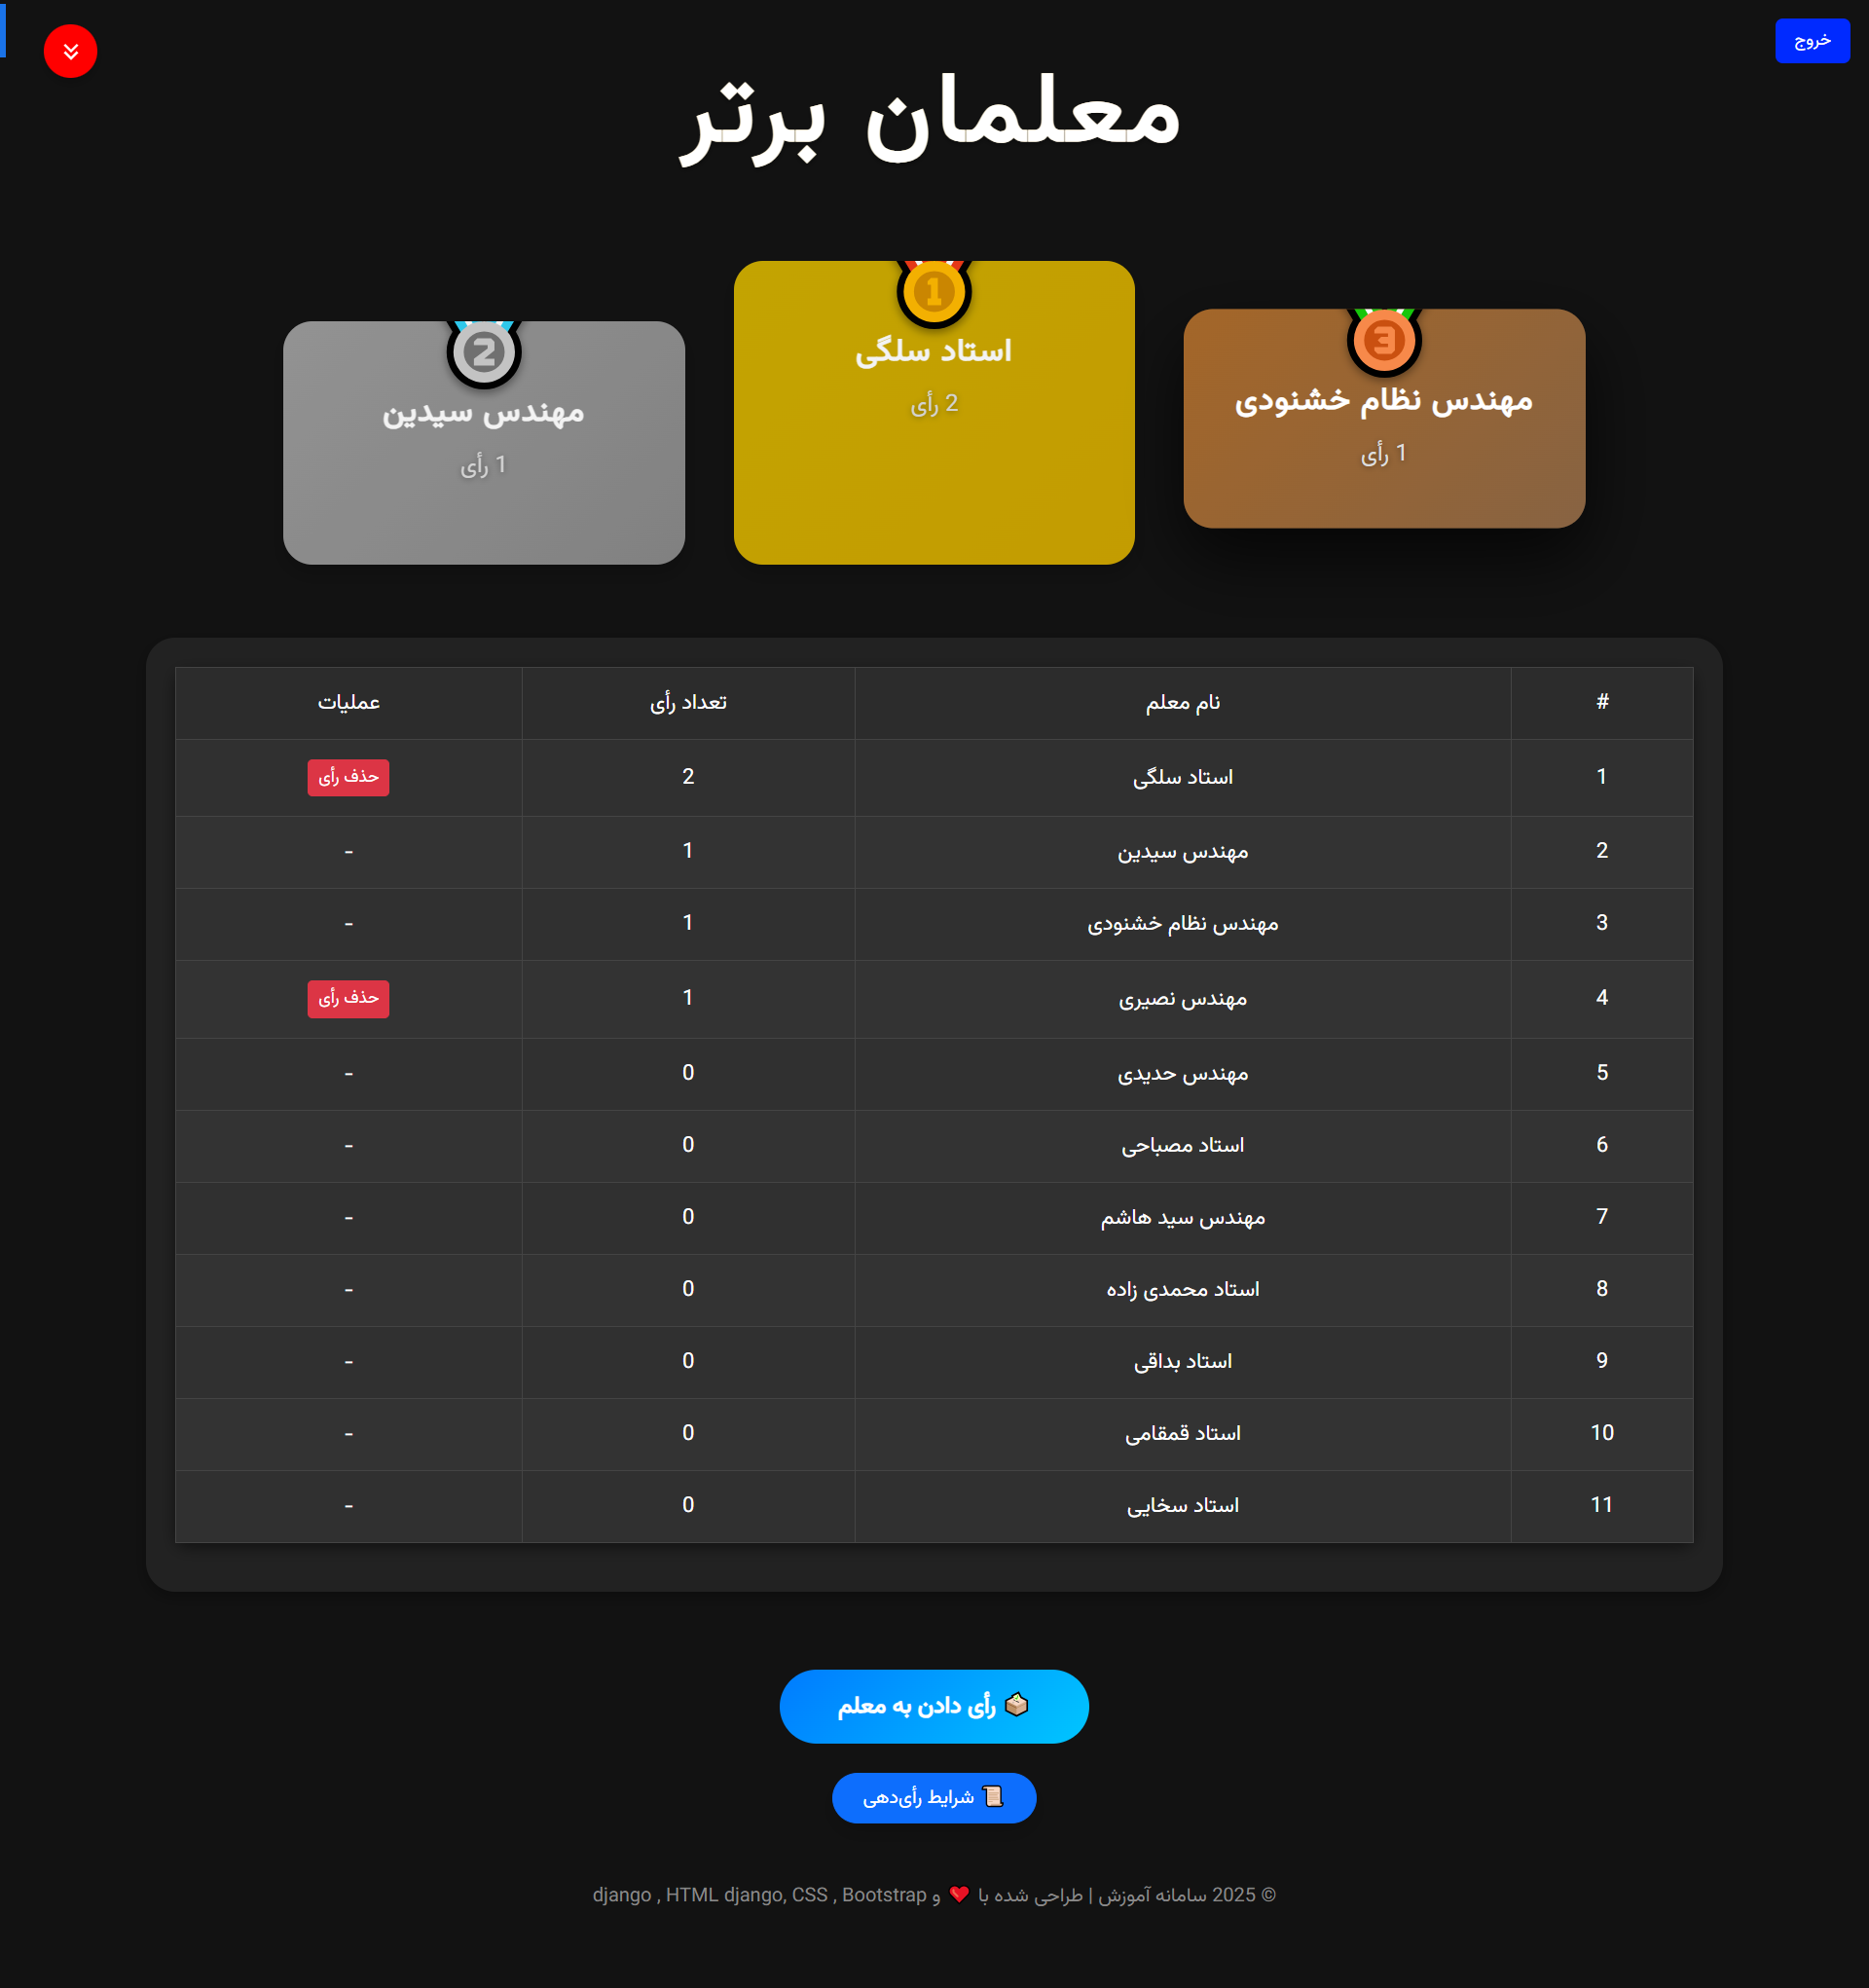 خروج
معلمان برتر
3
مهندس نظام خشنودی
1 رأی
1
استاد سلگی
2 رأی
2
مهندس سیدین
1 رأی
# نام معلم تعداد رأی عملیات
1 استاد سلگی 2 حذف رأی
2 مهندس سیدین 1 -
3 مهندس نظام خشنودی 1 -
4 مهندس نصیری 1 حذف رأی
5 مهندس حدیدی 0 -
6 استاد مصباحی 0 -
7 مهندس سید هاشم 0 -
8 استاد محمدی زاده 0 -
9 استاد بداقی 0 -
10 استاد قمقامی 0 -
11 استاد سخایی 0 -
🗳️ رأی دادن به معلم
📜 شرایط رأی‌دهی
© 2025 سامانه آموزش | طراحی شده با ❤️ و django , HTML django, CSS , Bootstrap